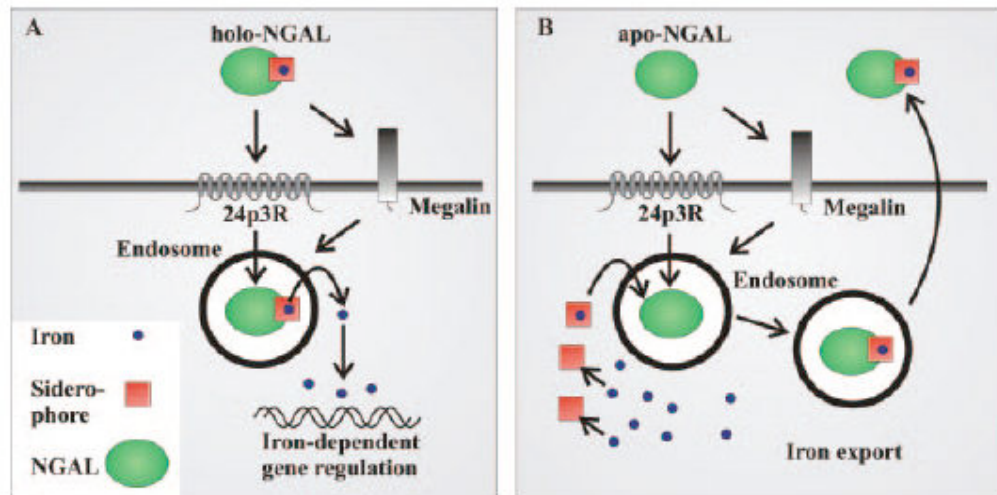 A
holo-NGAL
24p3R
Megalin
Endosome
Iron
Sidero-
phore
NGAL
Iron-dependent
gene regulation
B
apo-NGAL
24p3R
Megalin
Endosome
Iron export